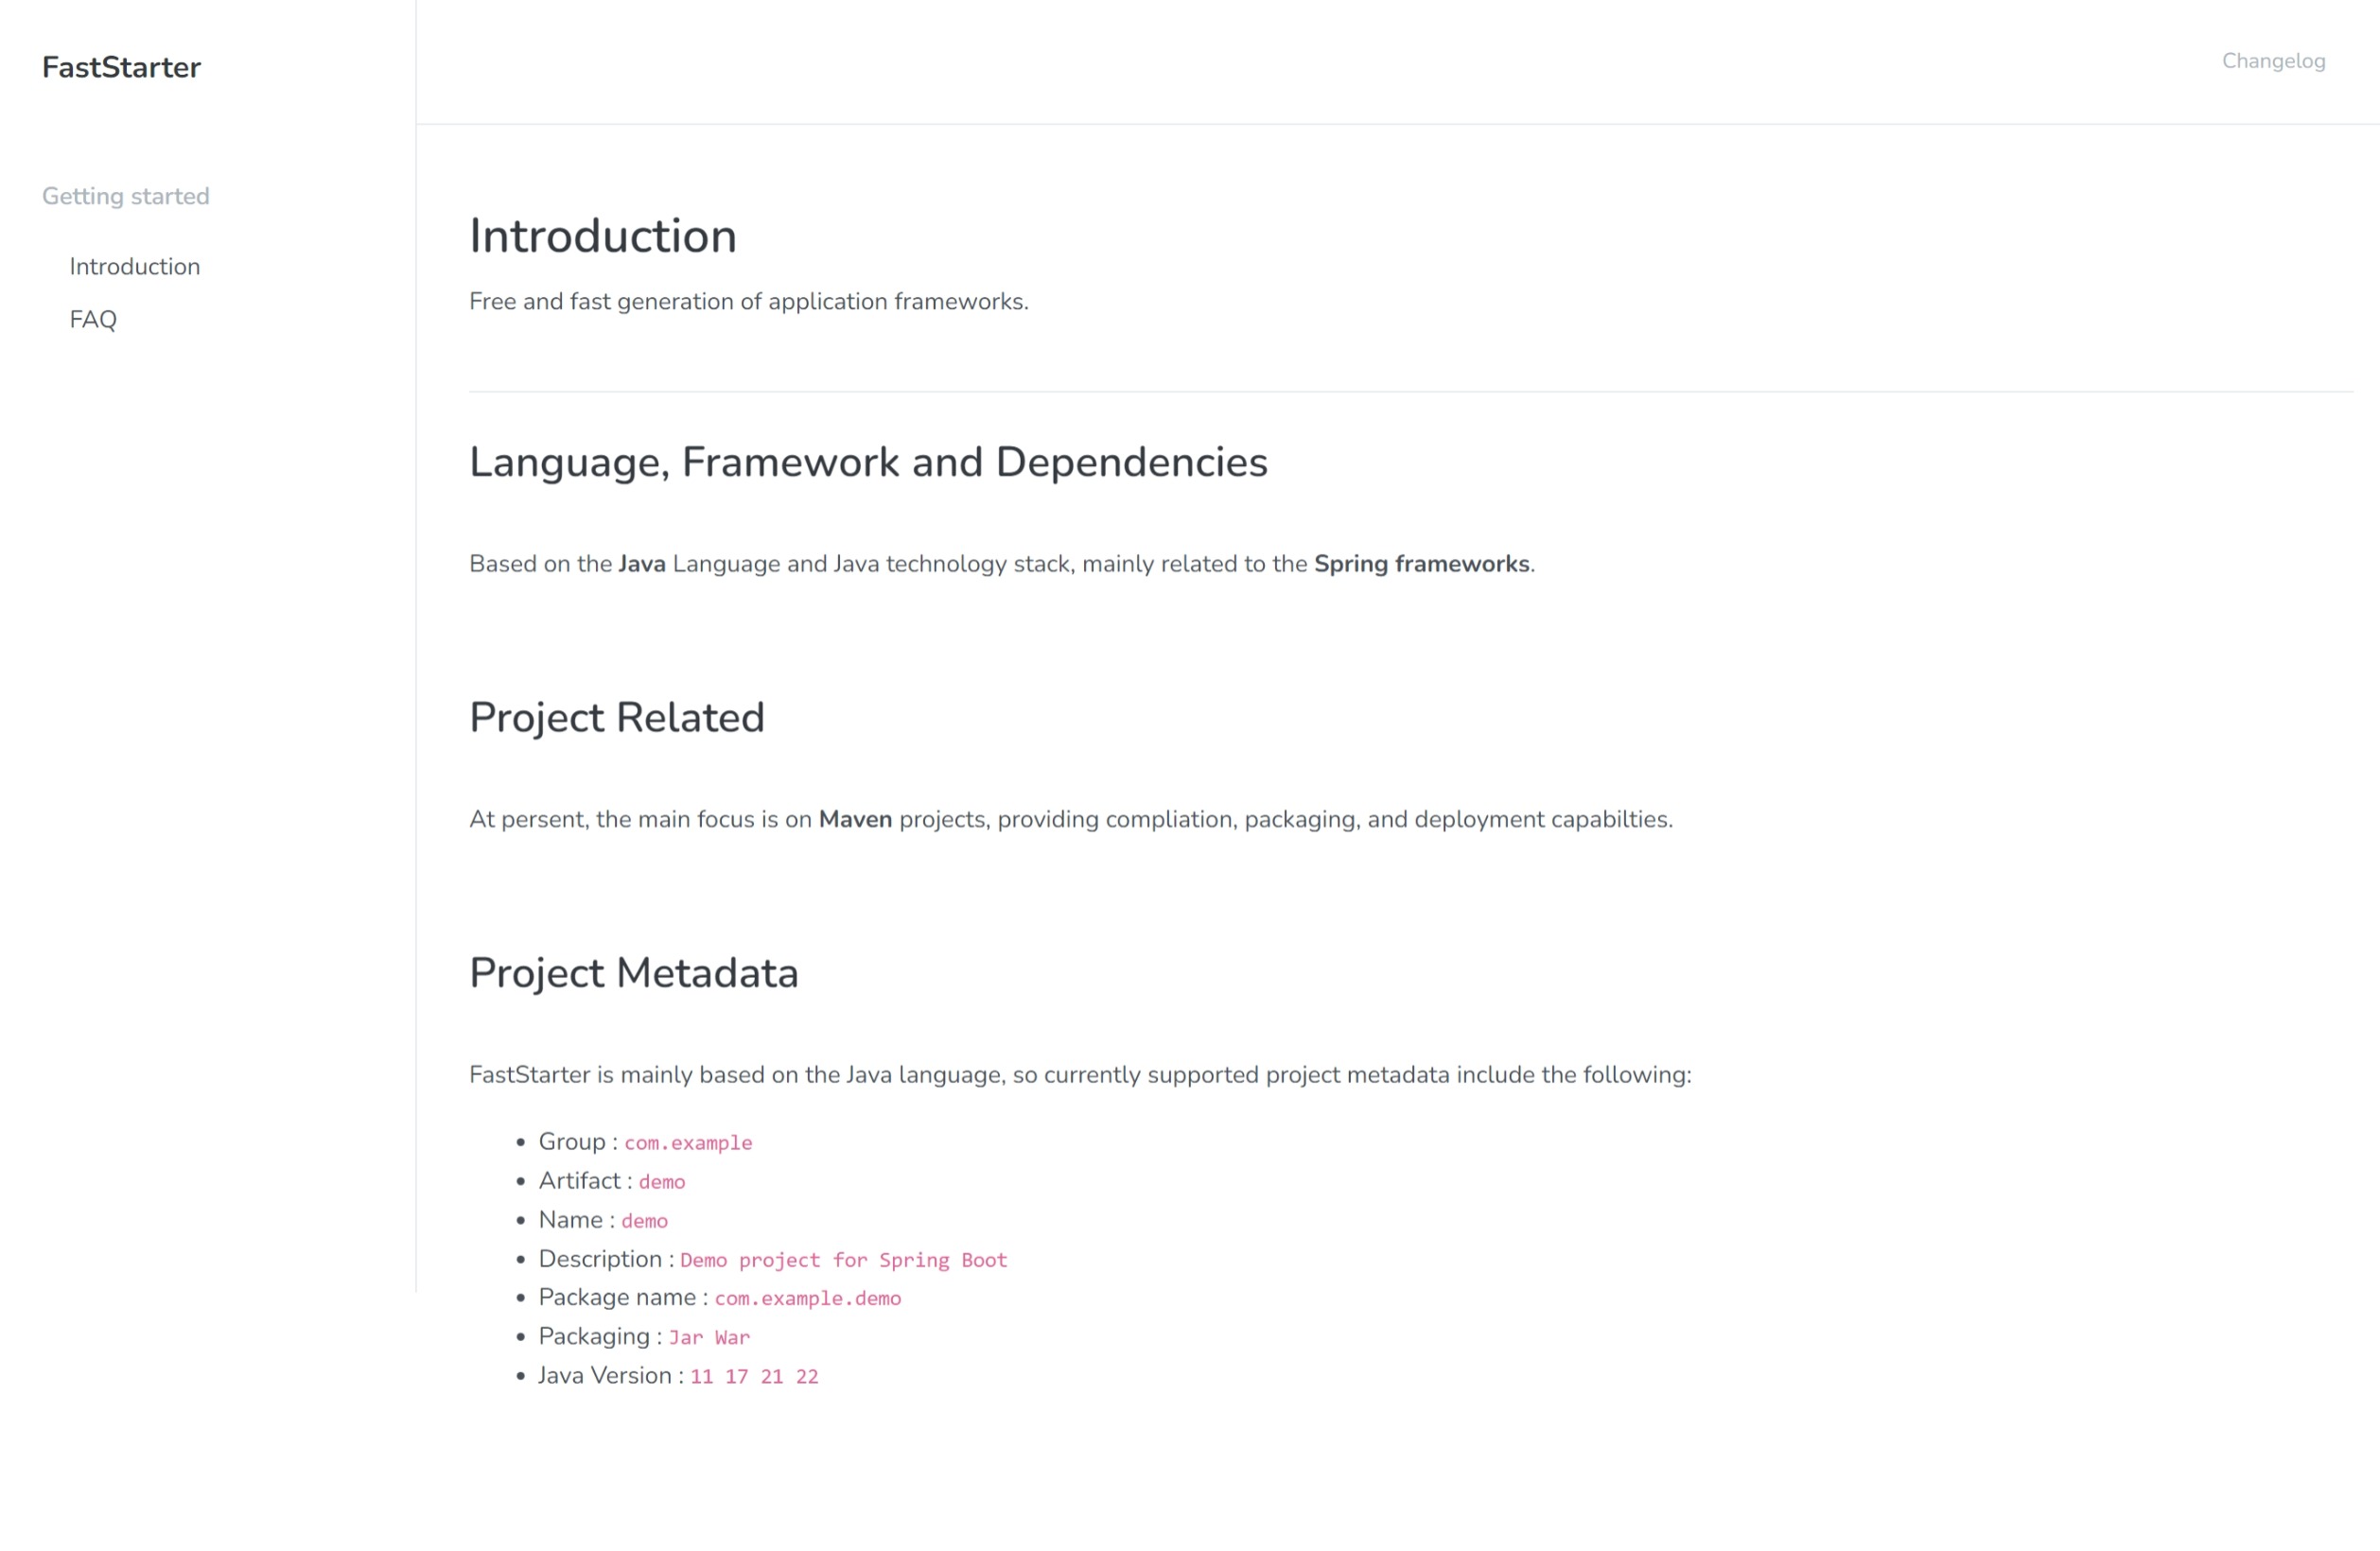 FastStarter
Changelog
Getting started
Introduction
FAQ
Introduction
Free and fast generation of application frameworks.
Language, Framework and Dependencies
Based on the Java Language and Java technology stack, mainly related to the Spring frameworks.
Project Related
At persent, the main focus is on Maven projects, providing compliation, packaging, and deployment capabilties.
Project Metadata
FastStarter is mainly based on the Java language, so currently supported project metadata include the following:
• Group : com.example
• Artifact : demo
• Name : demo
• Description : Demo project for Spring Boot
• Package name : com.example.demo
• Packaging : Jar War
• Java Version : 11 17 21 22